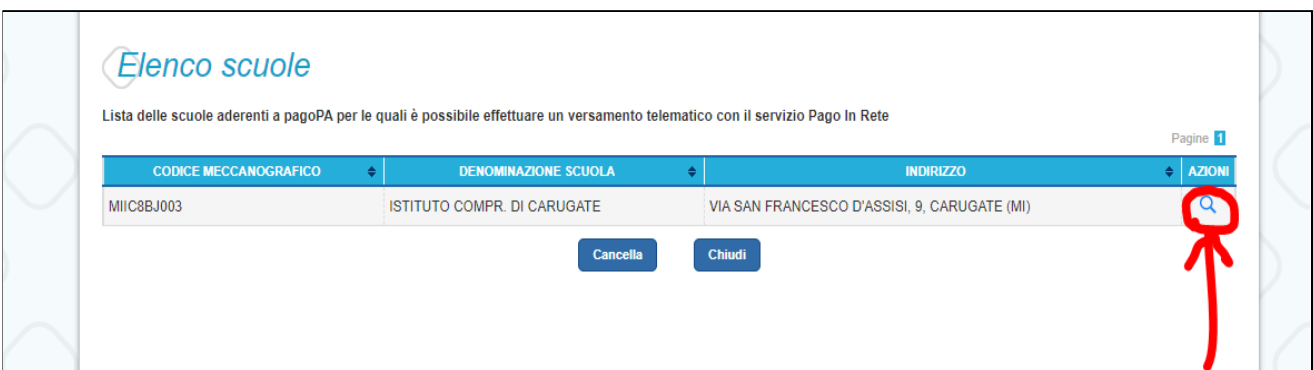 Elenco scuole
Lista delle scuole aderenti a pagoPA per le quali è possibile effettuare un versamento telematico con il servizio Pago In Rete
Pagine 1
CODICE MECCANOGRAFICO DENOMINAZIONE SCUOLA INDIRIZZO AZIONI
MIIC8BJ003 ISTITUTO COMPR. DI CARUGATE VIA SAN FRANCESCO D'ASSISI, 9, CARUGATE (MI)
Cancella Chiudi